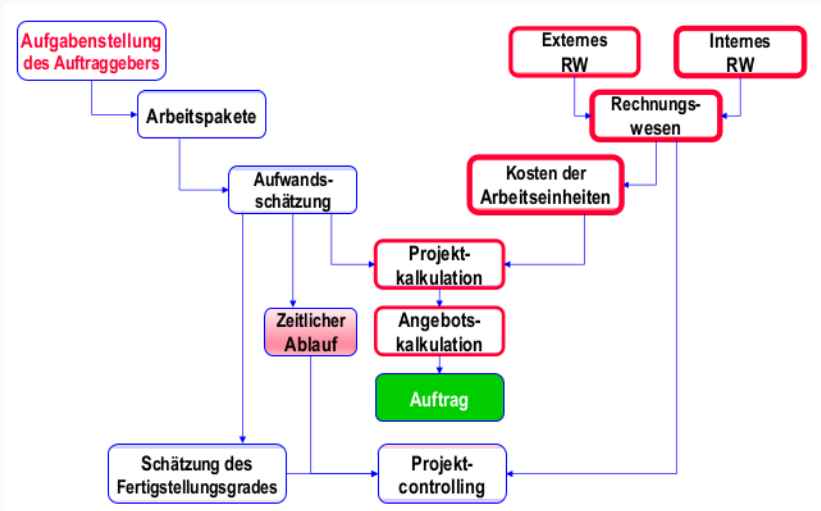 Aufgabenstellung
des Auftraggebers
Externes
RW
Internes
RW
Arbeitspakete
Rechnungs-
wesen
Aufwands-
schätzung
Kosten der
Arbeitseinheiten
Projekt-
kalkulation
Zeitlicher
Ablauf
Angebots-
kalkulation
Auftrag
Schätzung des
Fertigstellungsgrades
Projekt-
controlling